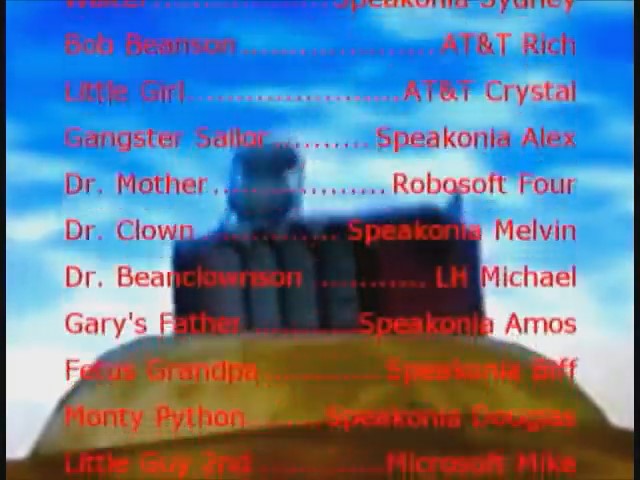 Speakonia Sydney
Bob Beanson....................AT&T Rich
Little Girl......................AT&T Crystal
Gangster Sailor..........Speakonia Alex
Dr. Mother..................Robosoft Four
Dr. Clown..............Speakonia Melvin
Dr. Beanclownson ........... LH Michael
Gary's Father ...........Speakonia Amos
Fetus Grandpa ............Speakonia Biff
Monty Python........Speakonia Douglas
Little Guy 2nd .............Microsoft Mike